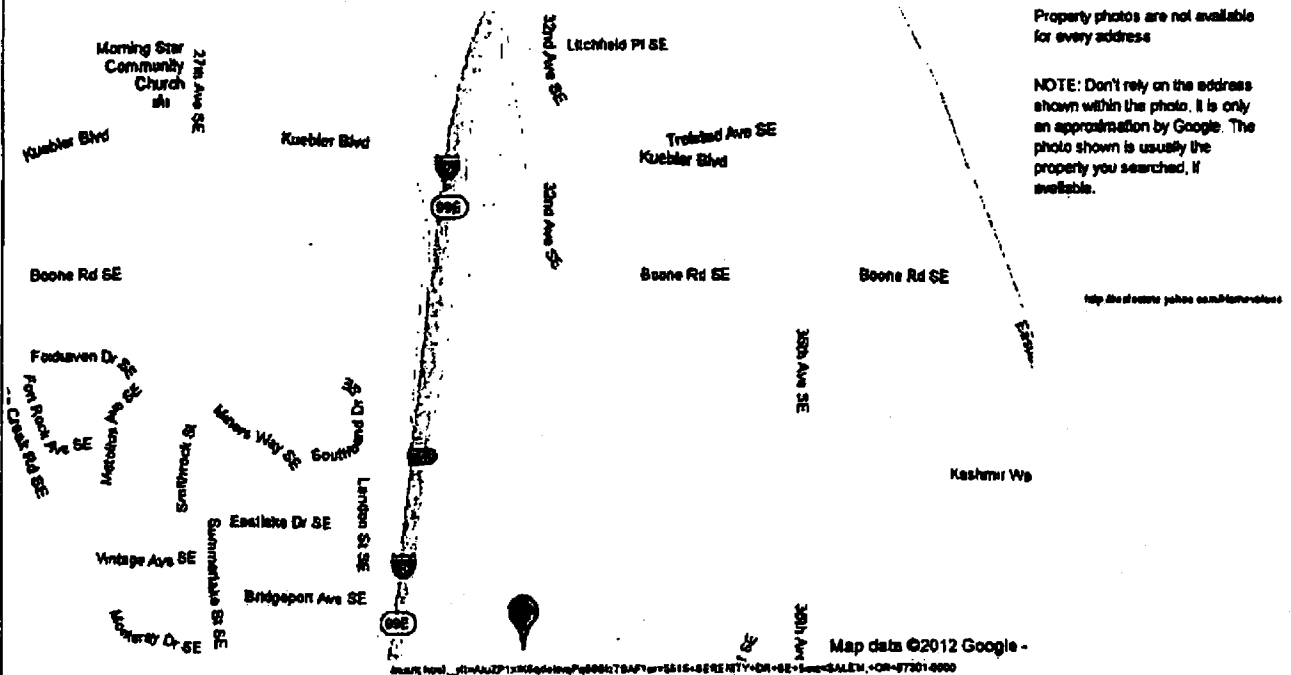 Property photos are not available
for every address
NOTE: Don't rely on the address
shown within the photo, it is only
an approximation by Google. The
photo shown is usually the
property you searched, if
available.
Morning Star
Community
Church
27th Ave SE
32nd Ave SE
Litchfield Pl SE
Kuebler Blvd
Kuebler Blvd
Trelstad Ave SE
Kuebler Blvd
99E
32nd Ave SE
Boone Rd SE
Boone Rd SE
Boone Rd SE
Foxhaven Dr SE
36th Ave SE
Fort Rock Ave SE
Creek Rd SE
Metolius Ave SE
Smithrock St
Miners Way SE
Southland Dr SE
Landon St SE
Kashmir Wa
Eastlake Dr SE
Vintage Ave SE
Summerlake St SE
Bridgeport Ave SE
99E
36th Ave
SE
Map data ©2012 Google -